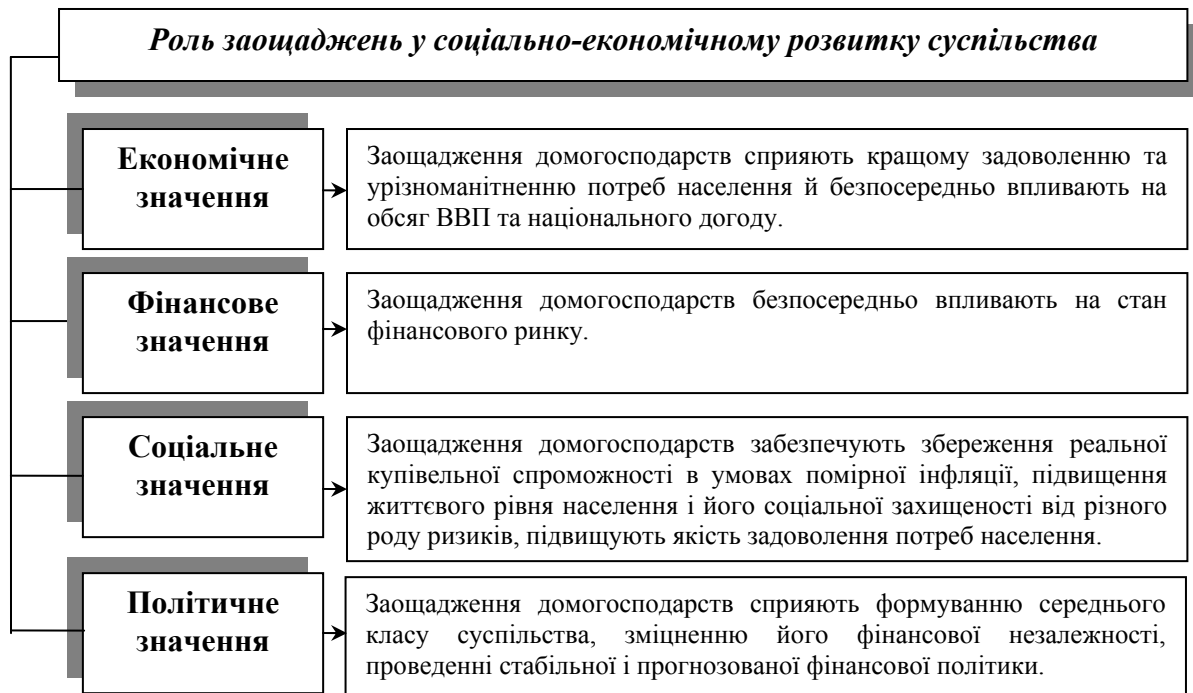 Роль заощаджень у соціально-економічному розвитку суспільства
Економічне
значення
Заощадження домогосподарств сприяють кращому задоволенню та
урізноманітненню потреб населення й безпосередньо впливають на
обсяг ВВП та національного догоду.
Фінансове
значення
Заощадження домогосподарств безпосередньо впливають на стан
фінансового ринку.
Соціальне
значення
Заощадження домогосподарств забезпечують збереження реальної
купівельної спроможності в умовах помірної інфляції, підвищення
життєвого рівня населення і його соціальної захищеності від різного
роду ризиків, підвищують якість задоволення потреб населення.
Політичне
значення
Заощадження домогосподарств сприяють формуванню середнього
класу суспільства, зміцненню його фінансової незалежності,
проведенні стабільної і прогнозованої фінансової політики.